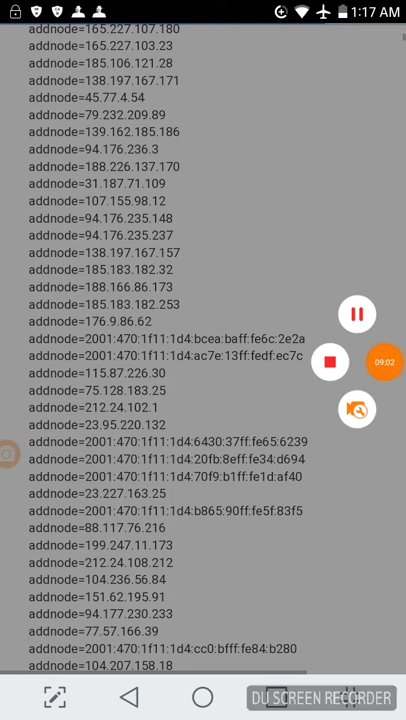 1:17 AM
addnode=165.227.107.180
addnode=165.227.103.23
addnode=185.106.121.28
addnode=138.197.167.171
addnode=45.77.4.54
addnode=79.232.209.89
addnode=139.162.185.186
addnode=94.176.236.3
addnode=188.226.137.170
addnode=31.187.71.109
addnode=107.155.98.12
addnode=94.176.235.148
addnode=94.176.235.237
addnode=138.197.167.157
addnode=185.183.182.32
addnode=188.166.86.173
addnode=185.183.182.253
addnode=176.9.86.62
addnode=2001:470:1f11:1d4:bcea:baff:fe6c:2e2a
addnode=2001:470:1f11:1d4:ac7e:13ff:fedf:ec7c
addnode=115.87.226.30
09:02
addnode=75.128.183.25
addnode=212.24.102.1
addnode=23.95.220.132
addnode=2001:470:1f11:1d4:6430:37ff:fe65:6239
addnode=2001:470:1f11:1d4:20fb:8eff:fe34:d694
addnode=2001:470:1f11:1d4:70f9:b1ff:fe1d:af40
addnode=23.227.163.25
addnode=2001:470:1f11:1d4:b865:90ff:fe5f:83f5
addnode=88.117.76.216
addnode=199.247.11.173
addnode=212.24.108.212
addnode=104.236.56.84
addnode=151.62.195.91
addnode=94.177.230.233
addnode=77.57.166.39
addnode=2001:470:1f11:1d4:cc0:bfff:fe84:b280
addnode=104.207.158.18
DU SCREEN RECORDER